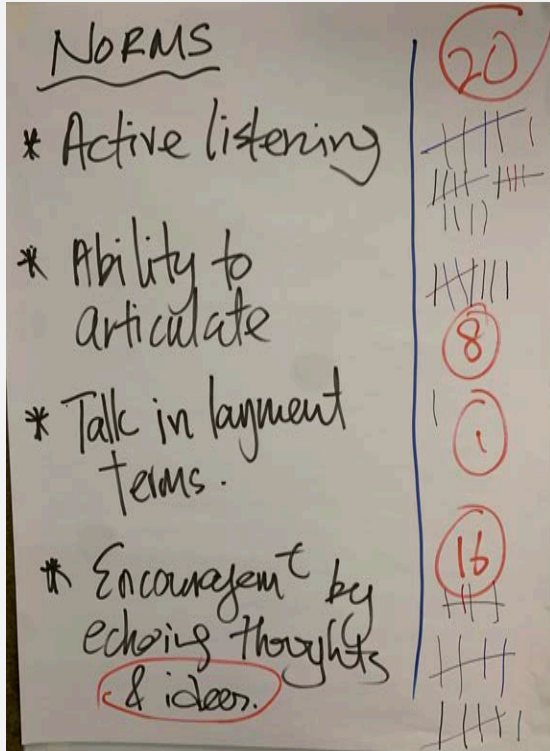 NORMS
20
* Active listening
* Ability to
articulate
8
* Talk in layment
terms.
1
* Encouragemt by
echoing thoughts
& ideas.
16